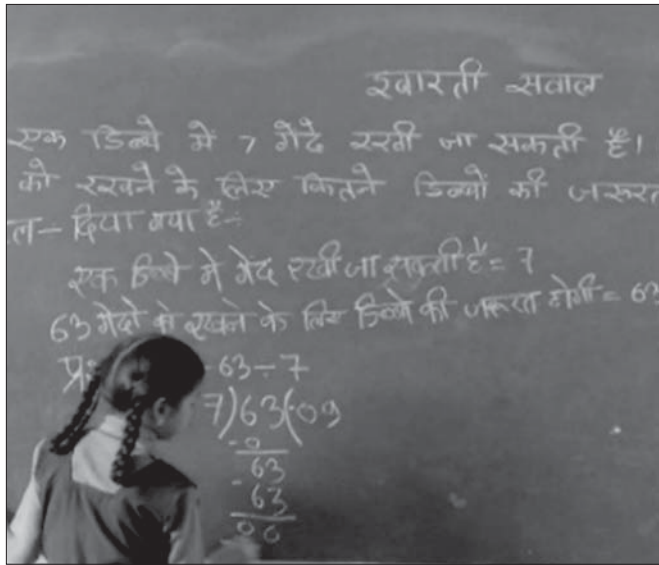 इबारती सवाल
एक डिब्बे में 7 गेंदे रखी जा सकती है।
को रखने के लिए कितने डिब्बों की जरुरत
ल- दिया गया है :-
एक डिब्बे मे गेंद रखी जा सकती है = 7
63 गेंदो को रखने के लिए डिब्बे की जरूरत होगी = 63
63 ÷ 7
7)63(09
-0
63
-63
00